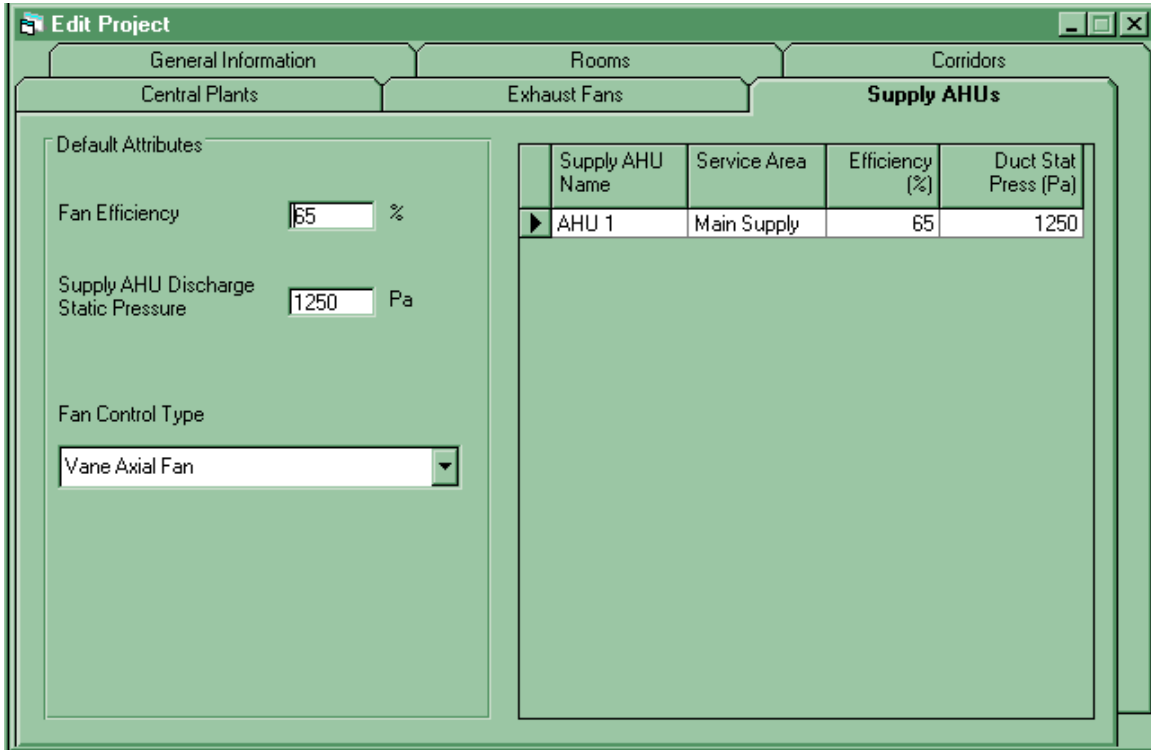 Edit Project
General Information Rooms Corridors
Central Plants Exhaust Fans Supply AHUs
Default Attributes
Fan Efficiency 65 %
Supply AHU Discharge
Static Pressure 1250 Pa
Fan Control Type
Vane Axial Fan
Supply AHU Service Area Efficiency Duct Stat
Name (%) Press (Pa)
AHU 1 Main Supply 65 1250